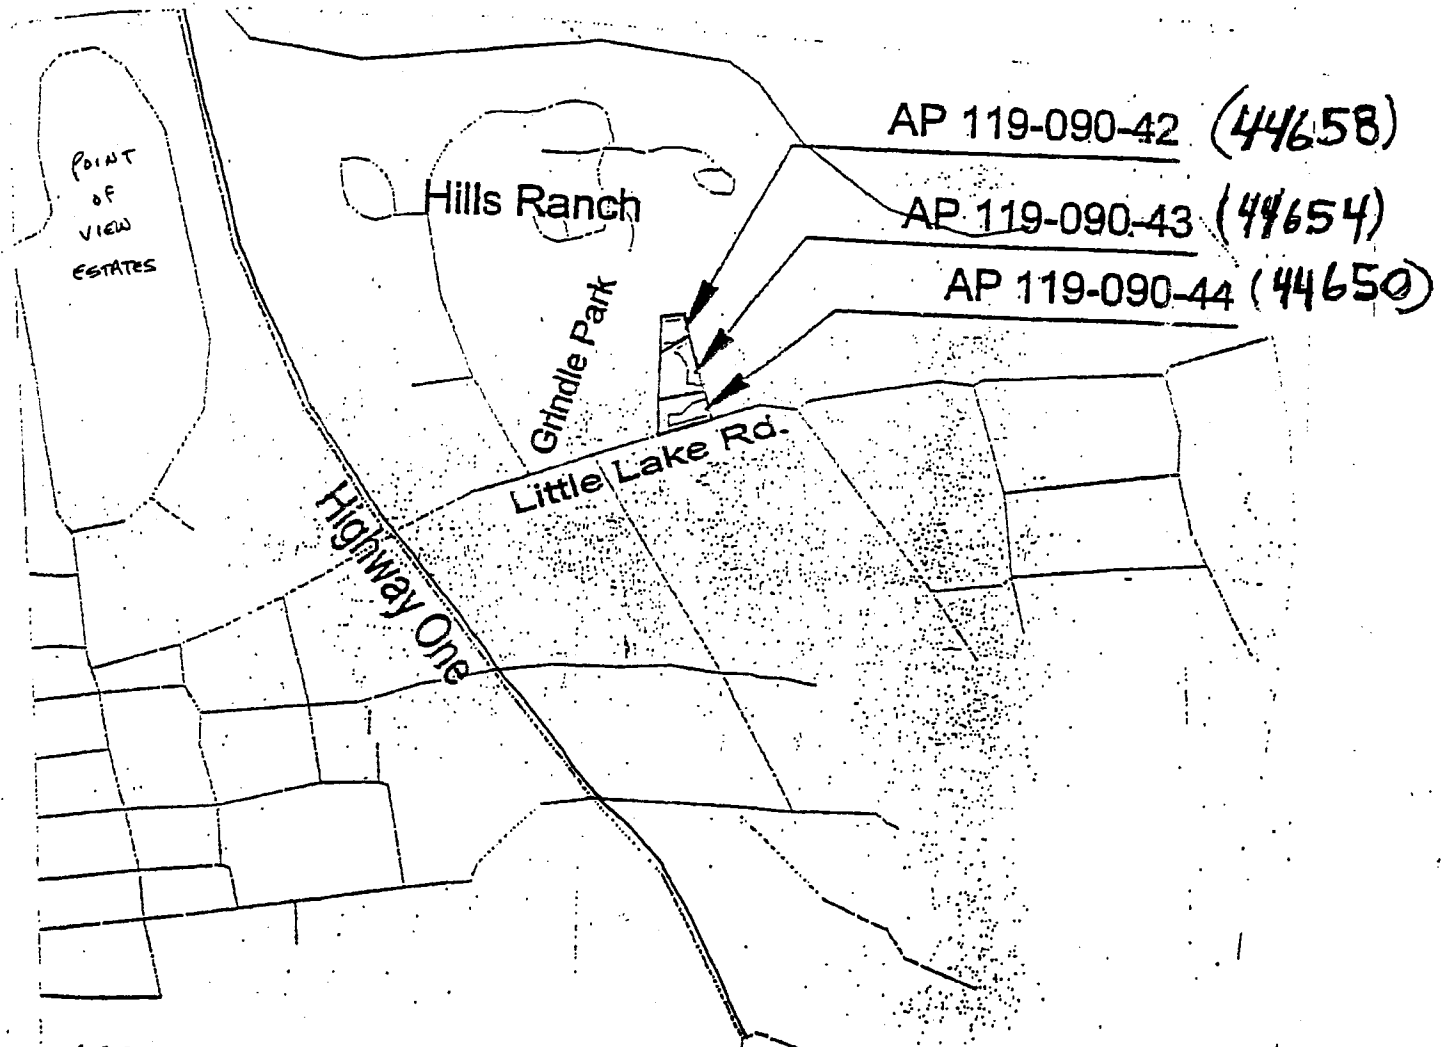 AP 119-090-42 (44658)
POINT
OF
VIEW
ESTATES
Hills Ranch
AP 119-090-43 (44654)
AP 119-090-44 (44650)
Grindle Park
Little Lake Rd.
Highway One